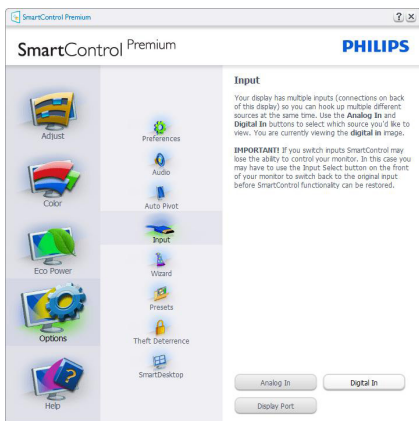 SmartControl Premium
SmartControl Premium
PHILIPS
Adjust
Color
Eco Power
Options
Help
Preferences
Audio
Auto Pivot
Input
Wizard
Presets
Theft Deterrence
SmartDesktop
Input
Your display has multiple inputs (connections on back
of this display) so you can hook up multiple different
sources at the same time. Use the Analog In and
Digital In buttons to select which source you'd like to
view. You are currently viewing the digital in image.
IMPORTANT! If you switch inputs SmartControl may
lose the ability to control your monitor. In this case you
may have to use the Input Select button on the front
of your monitor to switch back to the original input
before SmartControl functionality can be restored.
Analog In
Digital In
Display Port